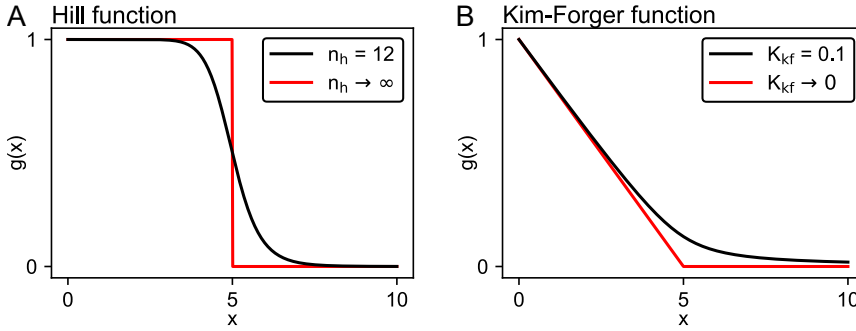 A
Hill function
1
0
g(x)
n_h = 12
n_h → ∞
0
5
10
x
B
Kim-Forger function
1
0
g(x)
K_kf = 0.1
K_kf → 0
0
5
10
x